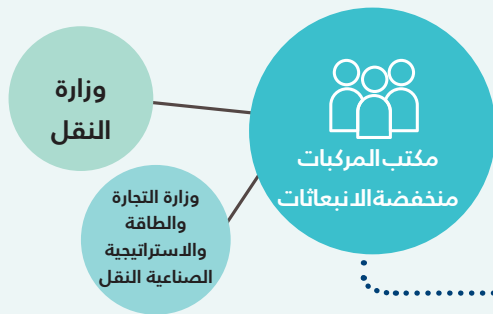 مكتب المركبات
منخفضة الانبعاثات
وزارة
النقل
وزارة التجارة
والطاقة
والاستراتيجية
الصناعية النقل